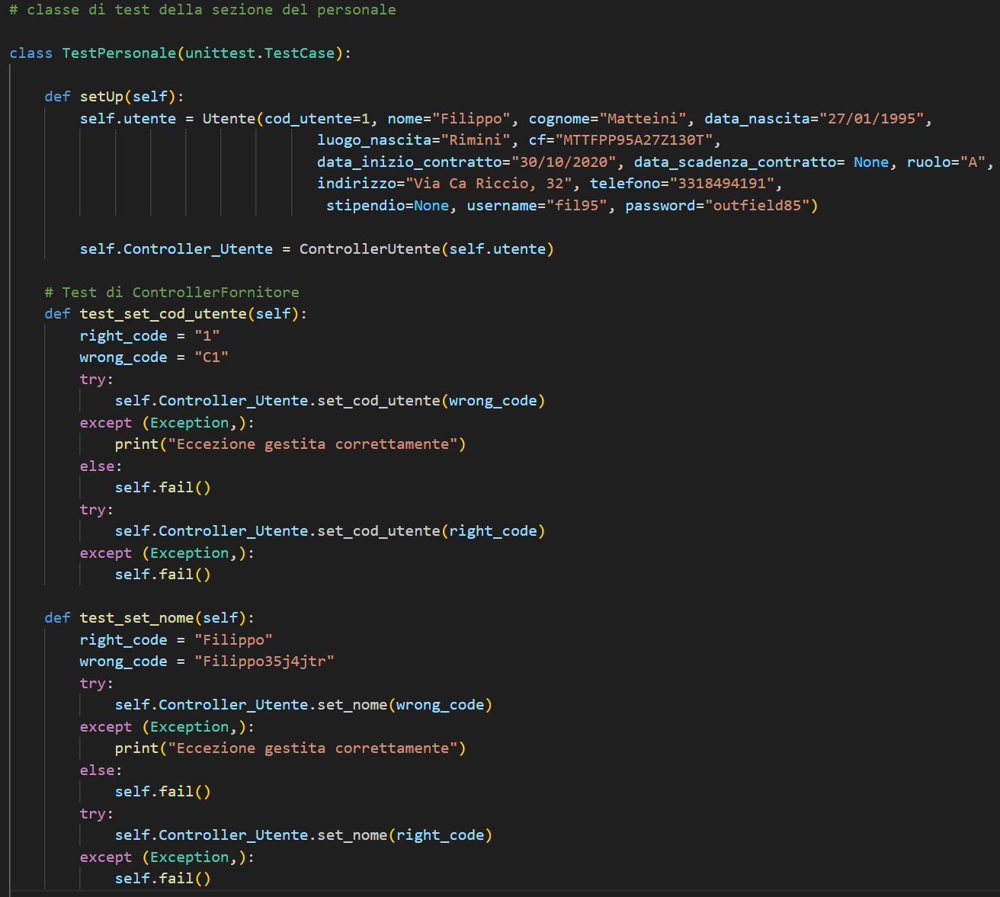 # classe di test della sezione del personale
class TestPersonale(unittest.TestCase):
def setUp(self):
self.utente = Utente(cod_utente=1, nome="Filippo", cognome="Matteini", data_nascita="27/01/1995",
luogo_nascita="Rimini", cf="MTTFPP95A27Z130T",
data_inizio_contratto="30/10/2020", data_scadenza_contratto= None, ruolo="A",
indirizzo="Via Ca Riccio, 32", telefono="3318494191",
stipendio=None, username="fil95", password="outfield85")
self.Controller_Utente = ControllerUtente(self.utente)
# Test di ControllerFornitore
def test_set_cod_utente(self):
right_code = "1"
wrong_code = "C1"
try:
self.Controller_Utente.set_cod_utente(wrong_code)
except (Exception,):
print("Eccezione gestita correttamente")
else:
self.fail()
try:
self.Controller_Utente.set_cod_utente(right_code)
except (Exception,):
self.fail()
def test_set_nome(self):
right_code = "Filippo"
wrong_code = "Filippo35j4jtr"
try:
self.Controller_Utente.set_nome(wrong_code)
except (Exception,):
print("Eccezione gestita correttamente")
else:
self.fail()
try:
self.Controller_Utente.set_nome(right_code)
except (Exception,):
self.fail()